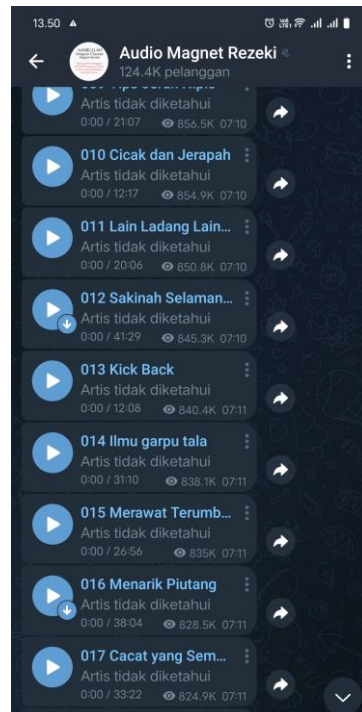 13.50
Audio Magnet Rezeki
124.4K pelanggan
0:00 / 21:07 856.5K 07:10
010 Cicak dan Jerapah
Artis tidak diketahui
0:00 / 12:17 854.9K 07:10
011 Lain Ladang Lain...
Artis tidak diketahui
0:00 / 20:06 850.8K 07:10
012 Sakinah Selaman...
Artis tidak diketahui
0:00 / 41:29 845.3K 07:10
013 Kick Back
Artis tidak diketahui
0:00 / 12:08 840.4K 07:11
014 Ilmu garpu tala
Artis tidak diketahui
0:00 / 31:10 838.1K 07:11
015 Merawat Terumb...
Artis tidak diketahui
0:00 / 26:56 835K 07:11
016 Menarik Piutang
Artis tidak diketahui
0:00 / 38:04 828.5K 07:11
017 Cacat yang Sem...
Artis tidak diketahui
0:00 / 33:22 824.9K 07:11